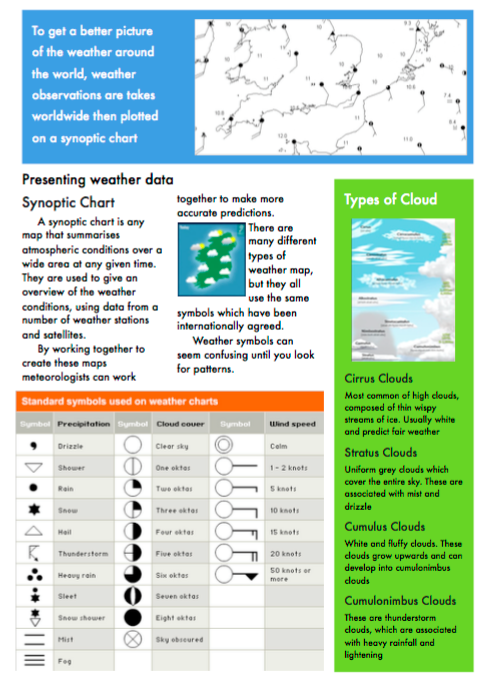 To get a better picture
of the weather around
the world, weather
observations are takes
worldwide then plotted
on a synoptic chart
Presenting weather data
Synoptic Chart
A synoptic chart is any
map that summarises
atmospheric conditions over a
wide area at any given time.
They are used to give an
overview of the weather
conditions, using data from a
number of weather stations
and satellites.
By working together to
create these maps
meteorologists can work
together to make more
accurate predictions.
There are
many different
types of
weather map,
but they all
use the same
symbols which have been
internationally agreed.
Weather symbols can
seem confusing until you look
for patterns.
Types of Cloud
Cirrus Clouds
Most common of high clouds,
composed of thin wispy
streams of ice. Usually white
and predict fair weather
Stratus Clouds
Uniform grey clouds which
cover the entire sky. These are
associated with mist and
drizzle
Cumulus Clouds
White and fluffy clouds. These
clouds grow upwards and can
develop into cumulonimbus
clouds
Cumulonimbus Clouds
These are thunderstorm
clouds, which are associated
with heavy rainfall and
lightening
Standard symbols used on weather charts
Symbol Precipitation Symbol Cloud cover Symbol Wind speed
Drizzle Clear sky Calm
Shower One oktas 1 - 2 knots
Rain Two oktas 5 knots
Snow Three oktas 10 knots
Hail Four oktas 15 knots
Thunderstorm Five oktas 20 knots
Heavy rain Six oktas 50 knots or
more
Sleet Seven oktas
Snow shower Eight oktas
Mist Sky obscured
Fog